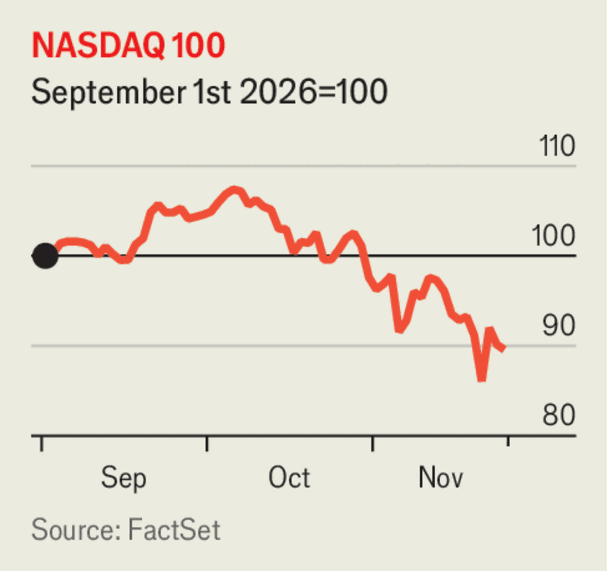 NASDAQ 100
September 1st 2026=100
110
100
90
80
Sep Oct Nov
Source: FactSet